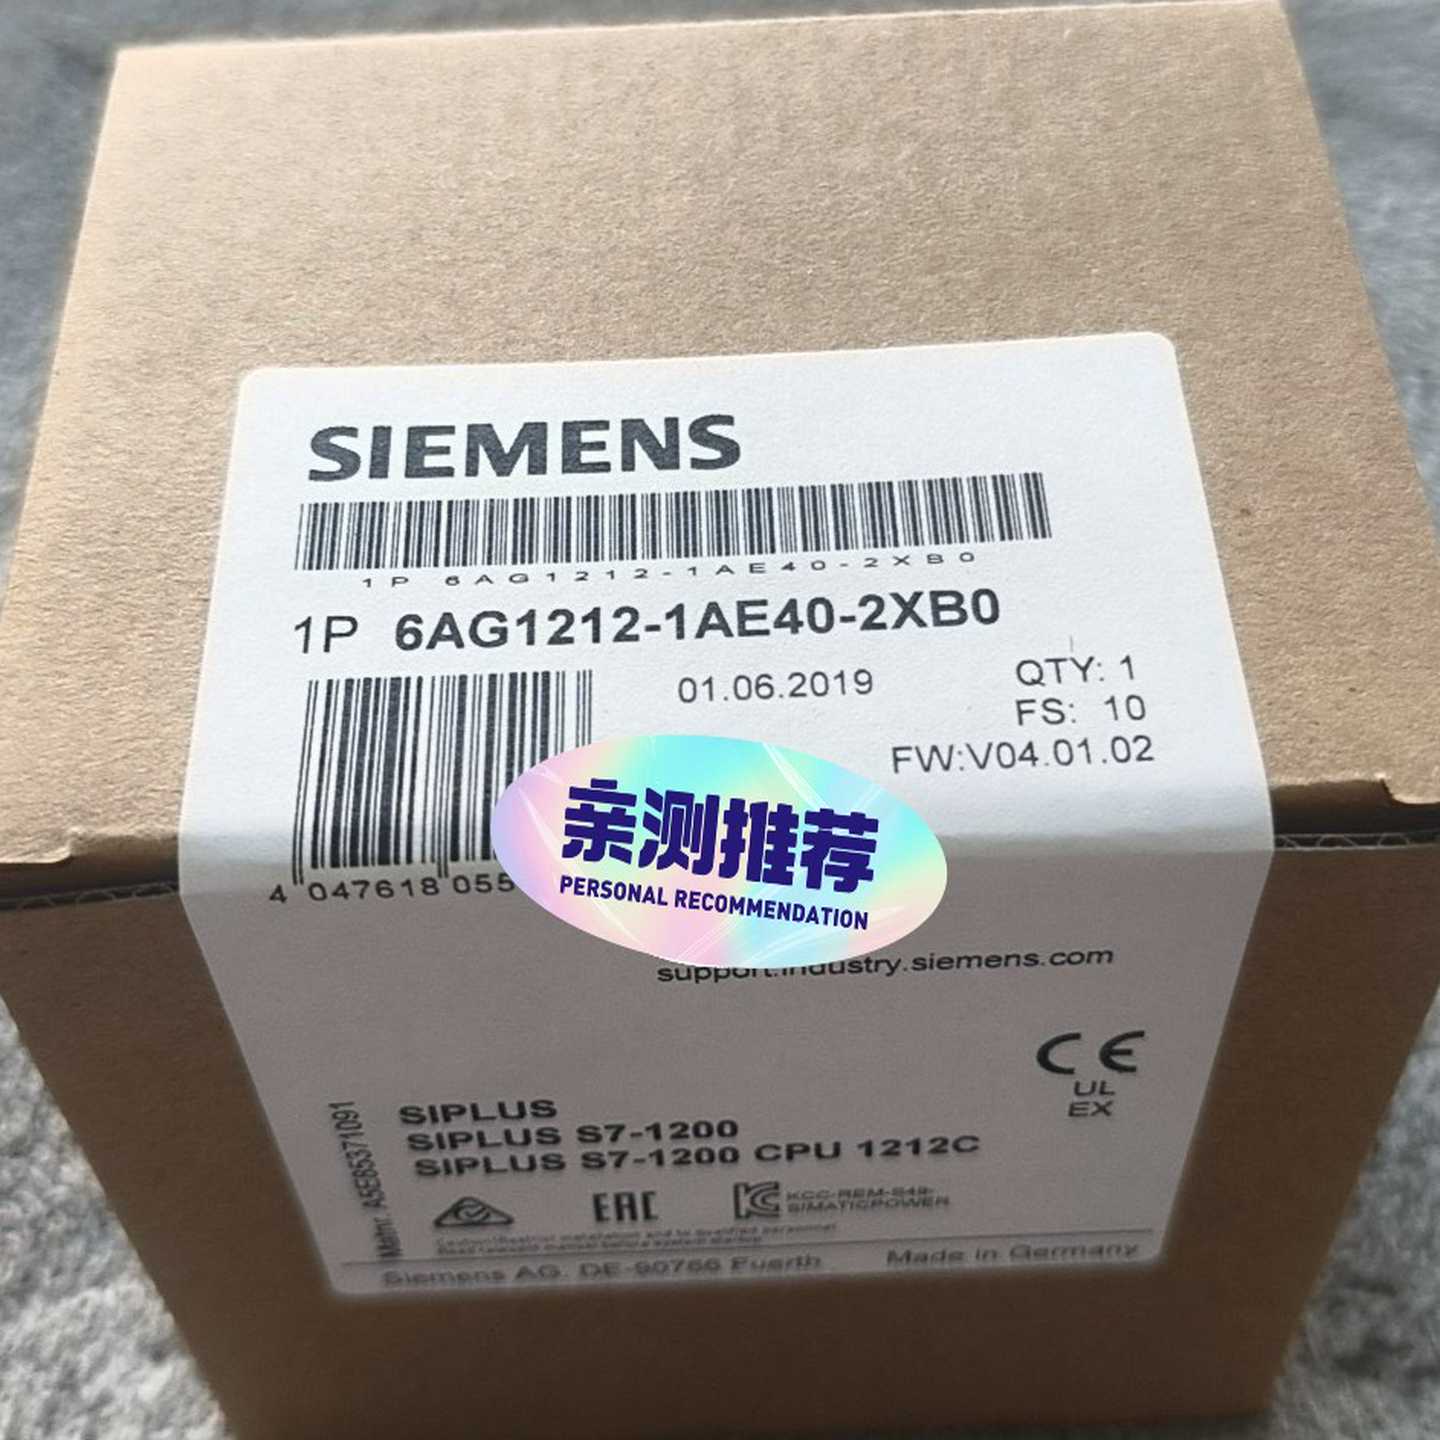 SIEMENS
1P 6AG1212-1AE40-2XB0
1P 6AG1212-1AE40-2XB0
01.06.2019
QTY: 1
FS: 10
FW:V04.01.02
4 047618 055
亲测推荐
PERSONAL RECOMMENDATION
support.industry.siemens.com
CE
UL
EX
Matnr. A5E85371091
SIPLUS
SIPLUS S7-1200
SIPLUS S7-1200 CPU 1212C
EAC
KCC-REM-S49-
SIMATICPOWER
Siemens AG. DE-90766 Fuerth
Made in Germany